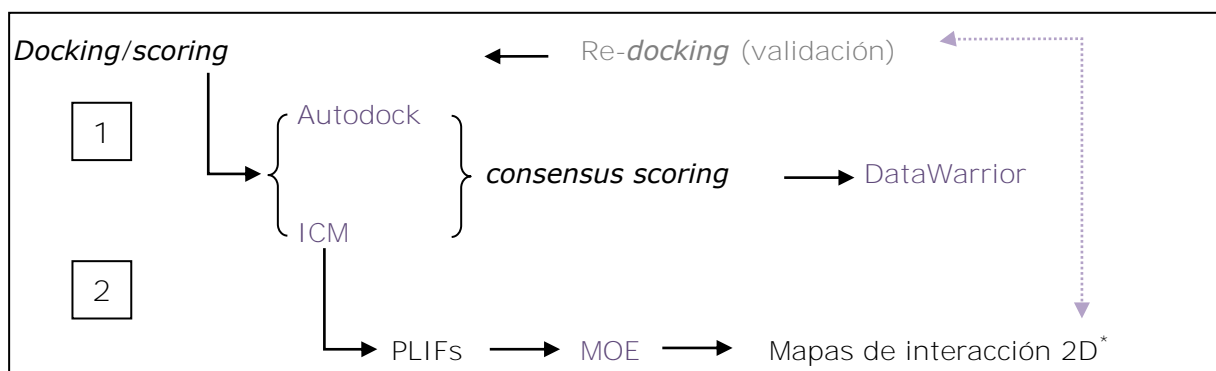 Docking/scoring
Re-docking (validación)
1
Autodock
consensus scoring
DataWarrior
ICM
2
PLIFs
MOE
Mapas de interacción 2D*